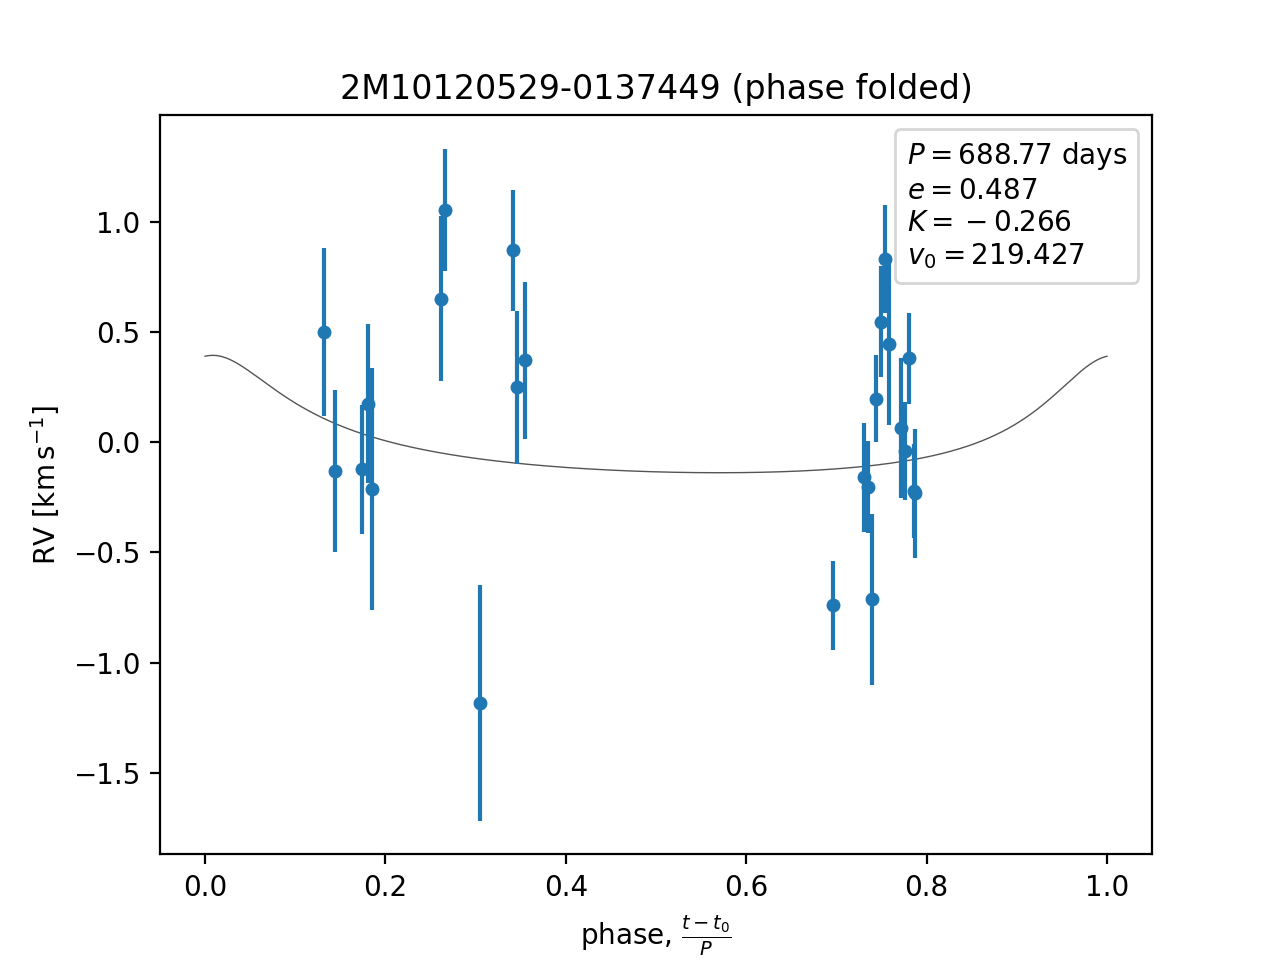 2M10120529-0137449 (phase folded)
P = 688.77 days
e = 0.487
K = −0.266
v₀ = 219.427
RV [km s⁻¹]
1.0
0.5
0.0
−0.5
−1.0
−1.5
0.0 0.2 0.4 0.6 0.8 1.0
phase, (t − t₀)/P